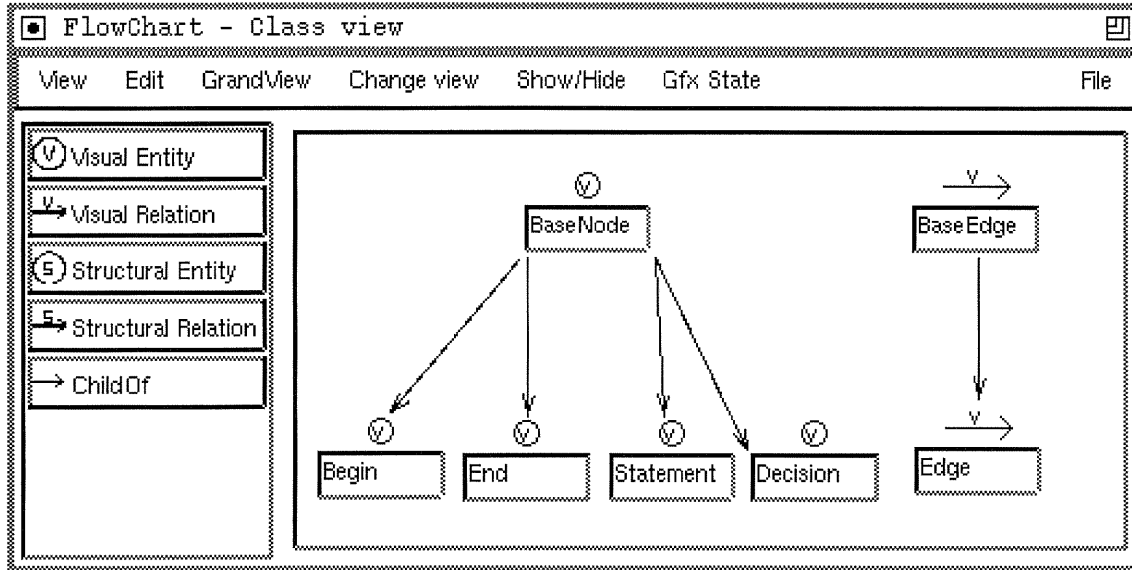 FlowChart - Class view
View Edit GrandView Change view Show/Hide Gfx State File
V Visual Entity
V Visual Relation
S Structural Entity
S Structural Relation
ChildOf
V V
BaseNode BaseEdge
V V V V V
Begin End Statement Decision Edge